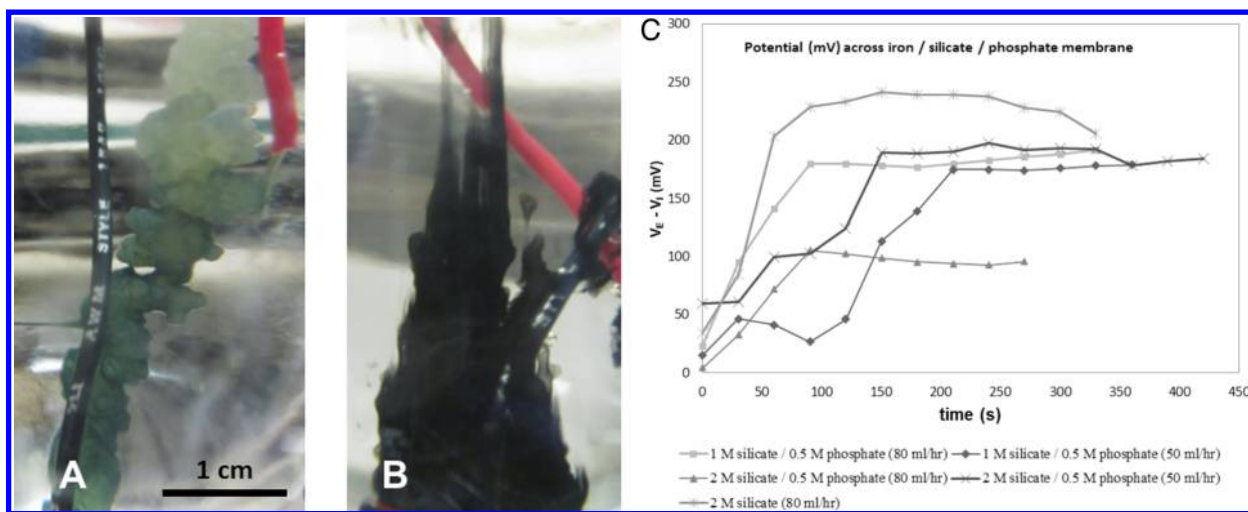 AWM
STYLE
A
1 cm
B
C
Potential (mV) across iron / silicate / phosphate membrane
V_E - V_I (mV)
300
250
200
150
100
50
0
0 50 100 150 200 250 300 350 400 450
time (s)
1 M silicate / 0.5 M phosphate (80 ml/hr) 1 M silicate / 0.5 M phosphate (50 ml/hr)
2 M silicate / 0.5 M phosphate (80 ml/hr) 2 M silicate / 0.5 M phosphate (50 ml/hr)
2 M silicate (80 ml/hr)